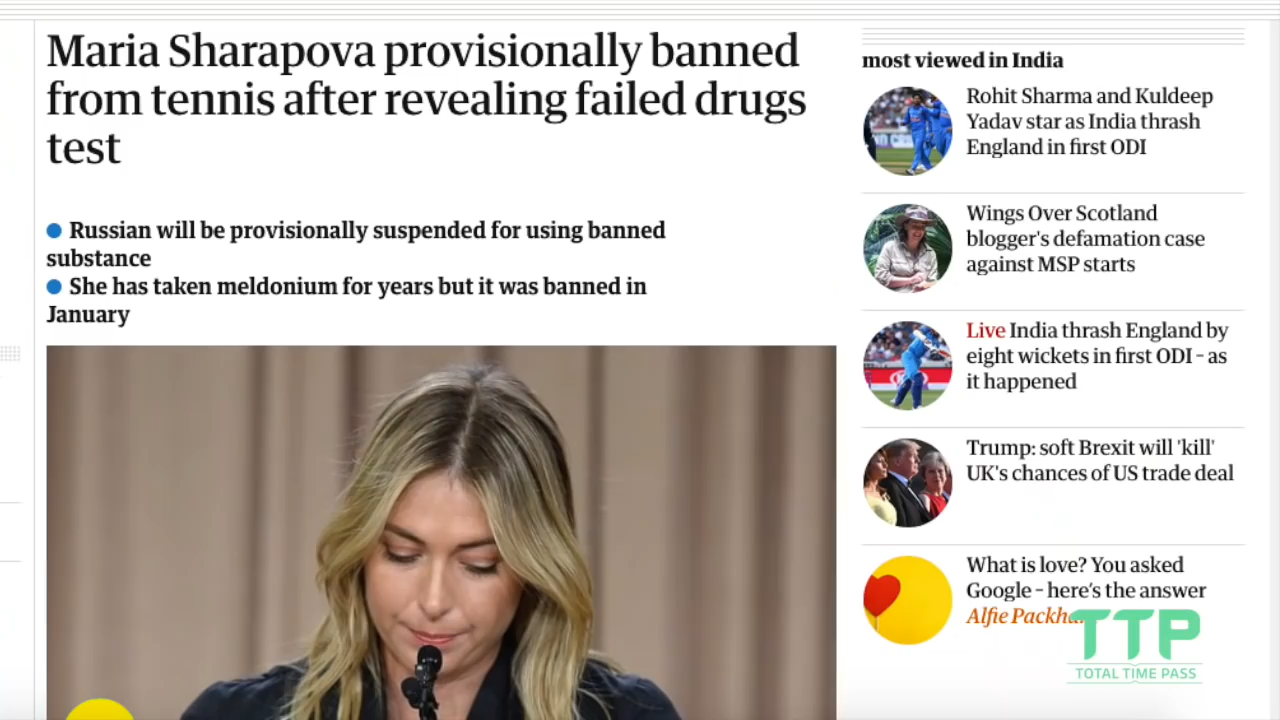 Maria Sharapova provisionally banned
from tennis after revealing failed drugs
test
Russian will be provisionally suspended for using banned
substance
She has taken meldonium for years but it was banned in
January
most viewed in India
Rohit Sharma and Kuldeep
Yadav star as India thrash
England in first ODI
Wings Over Scotland
blogger's defamation case
against MSP starts
Live India thrash England by
eight wickets in first ODI – as
it happened
Trump: soft Brexit will 'kill'
UK's chances of US trade deal
What is love? You asked
Google – here's the answer
Alfie
TTP
TOTAL TIME PASS